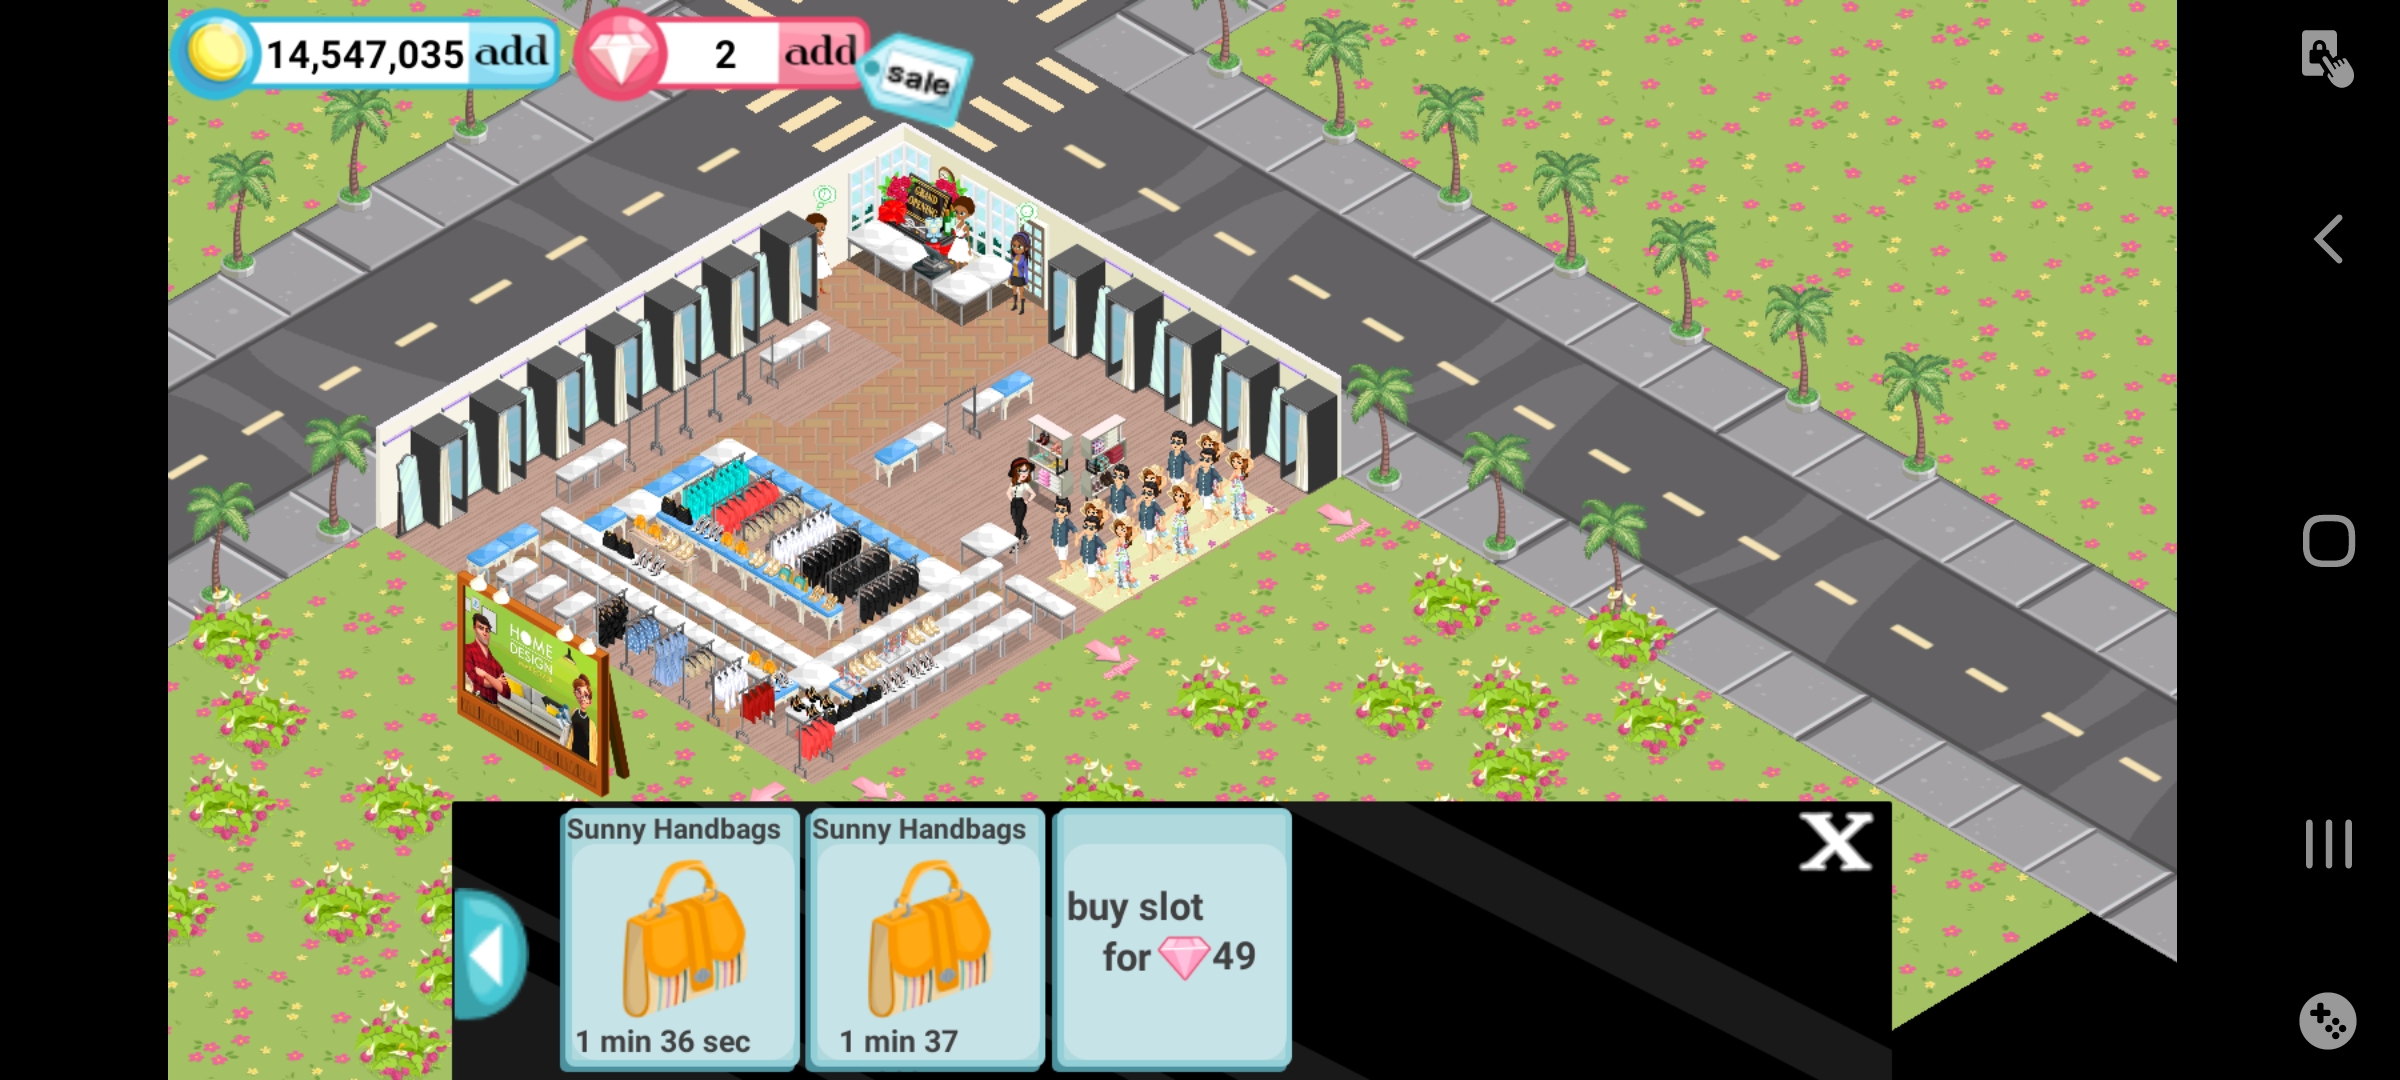 14,547,035 add
2 add
sale
GRAND
OPENING
HOME
DESIGN
Sunny Handbags
1 min 36 sec
Sunny Handbags
1 min 37
buy slot
for 49
X